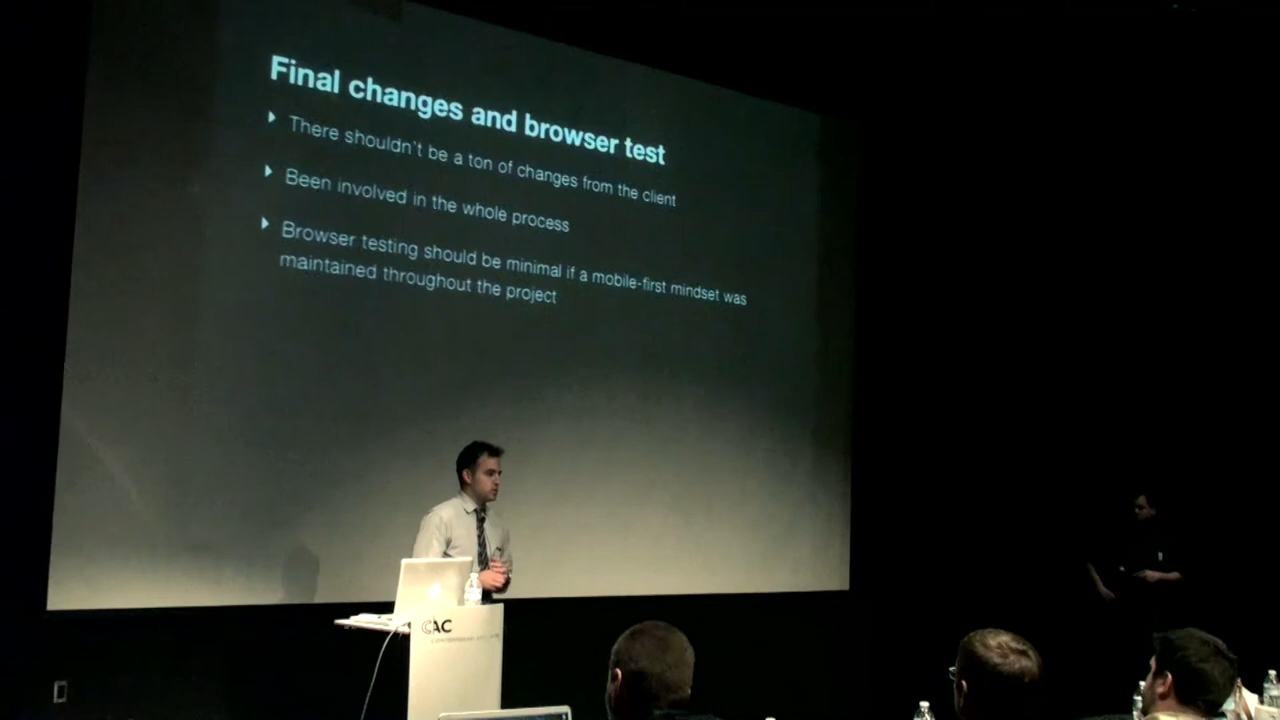 Final changes and browser test
There shouldn't be a ton of changes from the client
Been involved in the whole process
Browser testing should be minimal if a mobile-first mindset was
maintained throughout the project
CAC